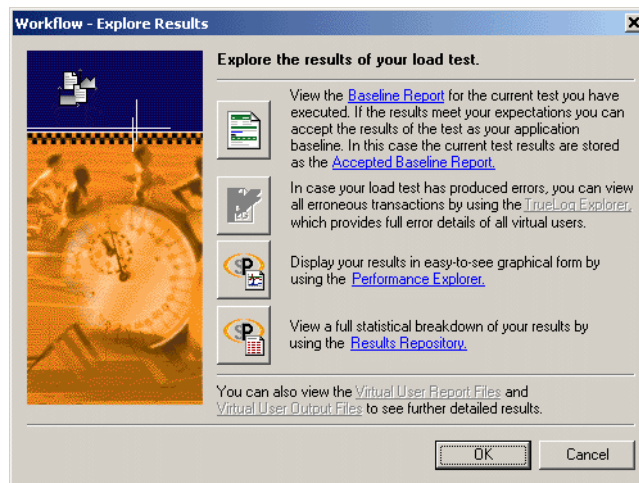 Workflow - Explore Results
Explore the results of your load test.
View the Baseline Report for the current test you have
executed. If the results meet your expectations you can
accept the results of the test as your application
baseline. In this case the current test results are stored
as the Accepted Baseline Report.
In case your load test has produced errors, you can view
all erroneous transactions by using the TrueLog Explorer,
which provides full error details of all virtual users.
Display your results in easy-to-see graphical form by
using the Performance Explorer.
View a full statistical breakdown of your results by
using the Results Repository.
You can also view the Virtual User Report Files and
Virtual User Output Files to see further detailed results.
OK
Cancel